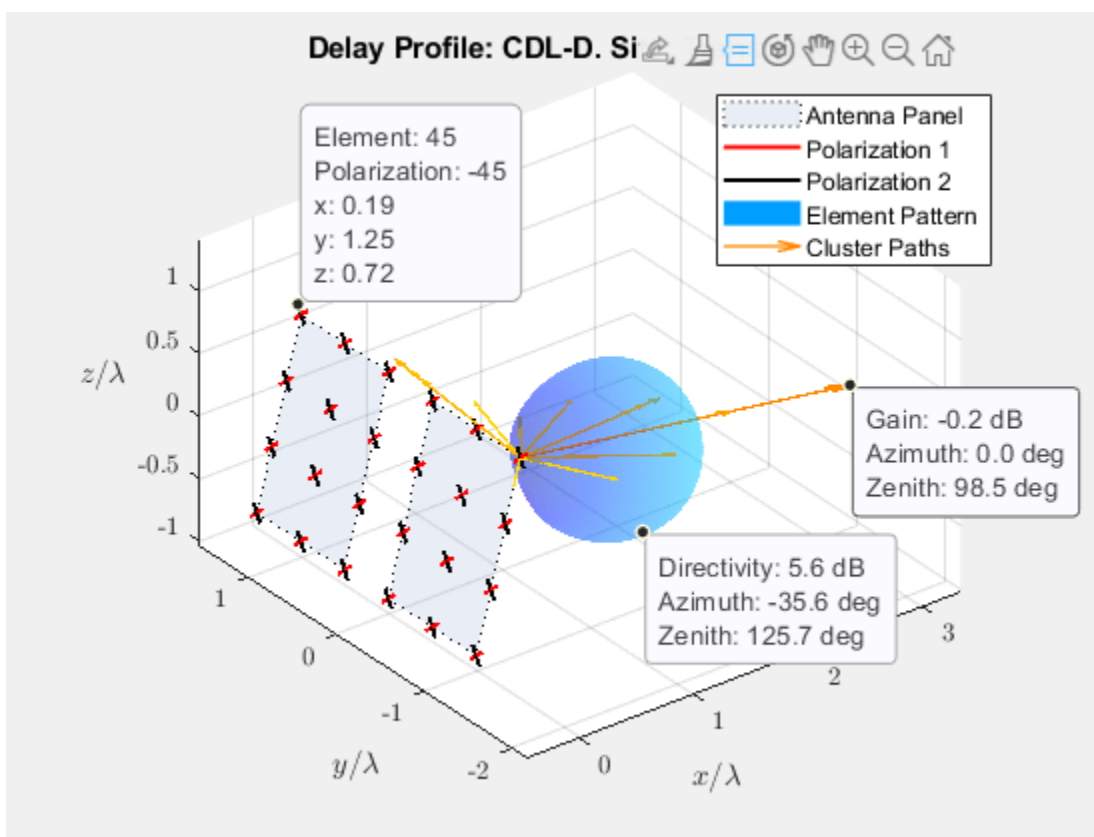 Delay Profile: CDL-D. Si
Element: 45
Polarization: -45
x: 0.19
y: 1.25
z: 0.72
Antenna Panel
Polarization 1
Polarization 2
Element Pattern
Cluster Paths
1
0.5
0
-0.5
-1
z/λ
Gain: -0.2 dB
Azimuth: 0.0 deg
Zenith: 98.5 deg
Directivity: 5.6 dB
Azimuth: -35.6 deg
Zenith: 125.7 deg
1
0
-1
-2
y/λ
0
1
2
3
x/λ